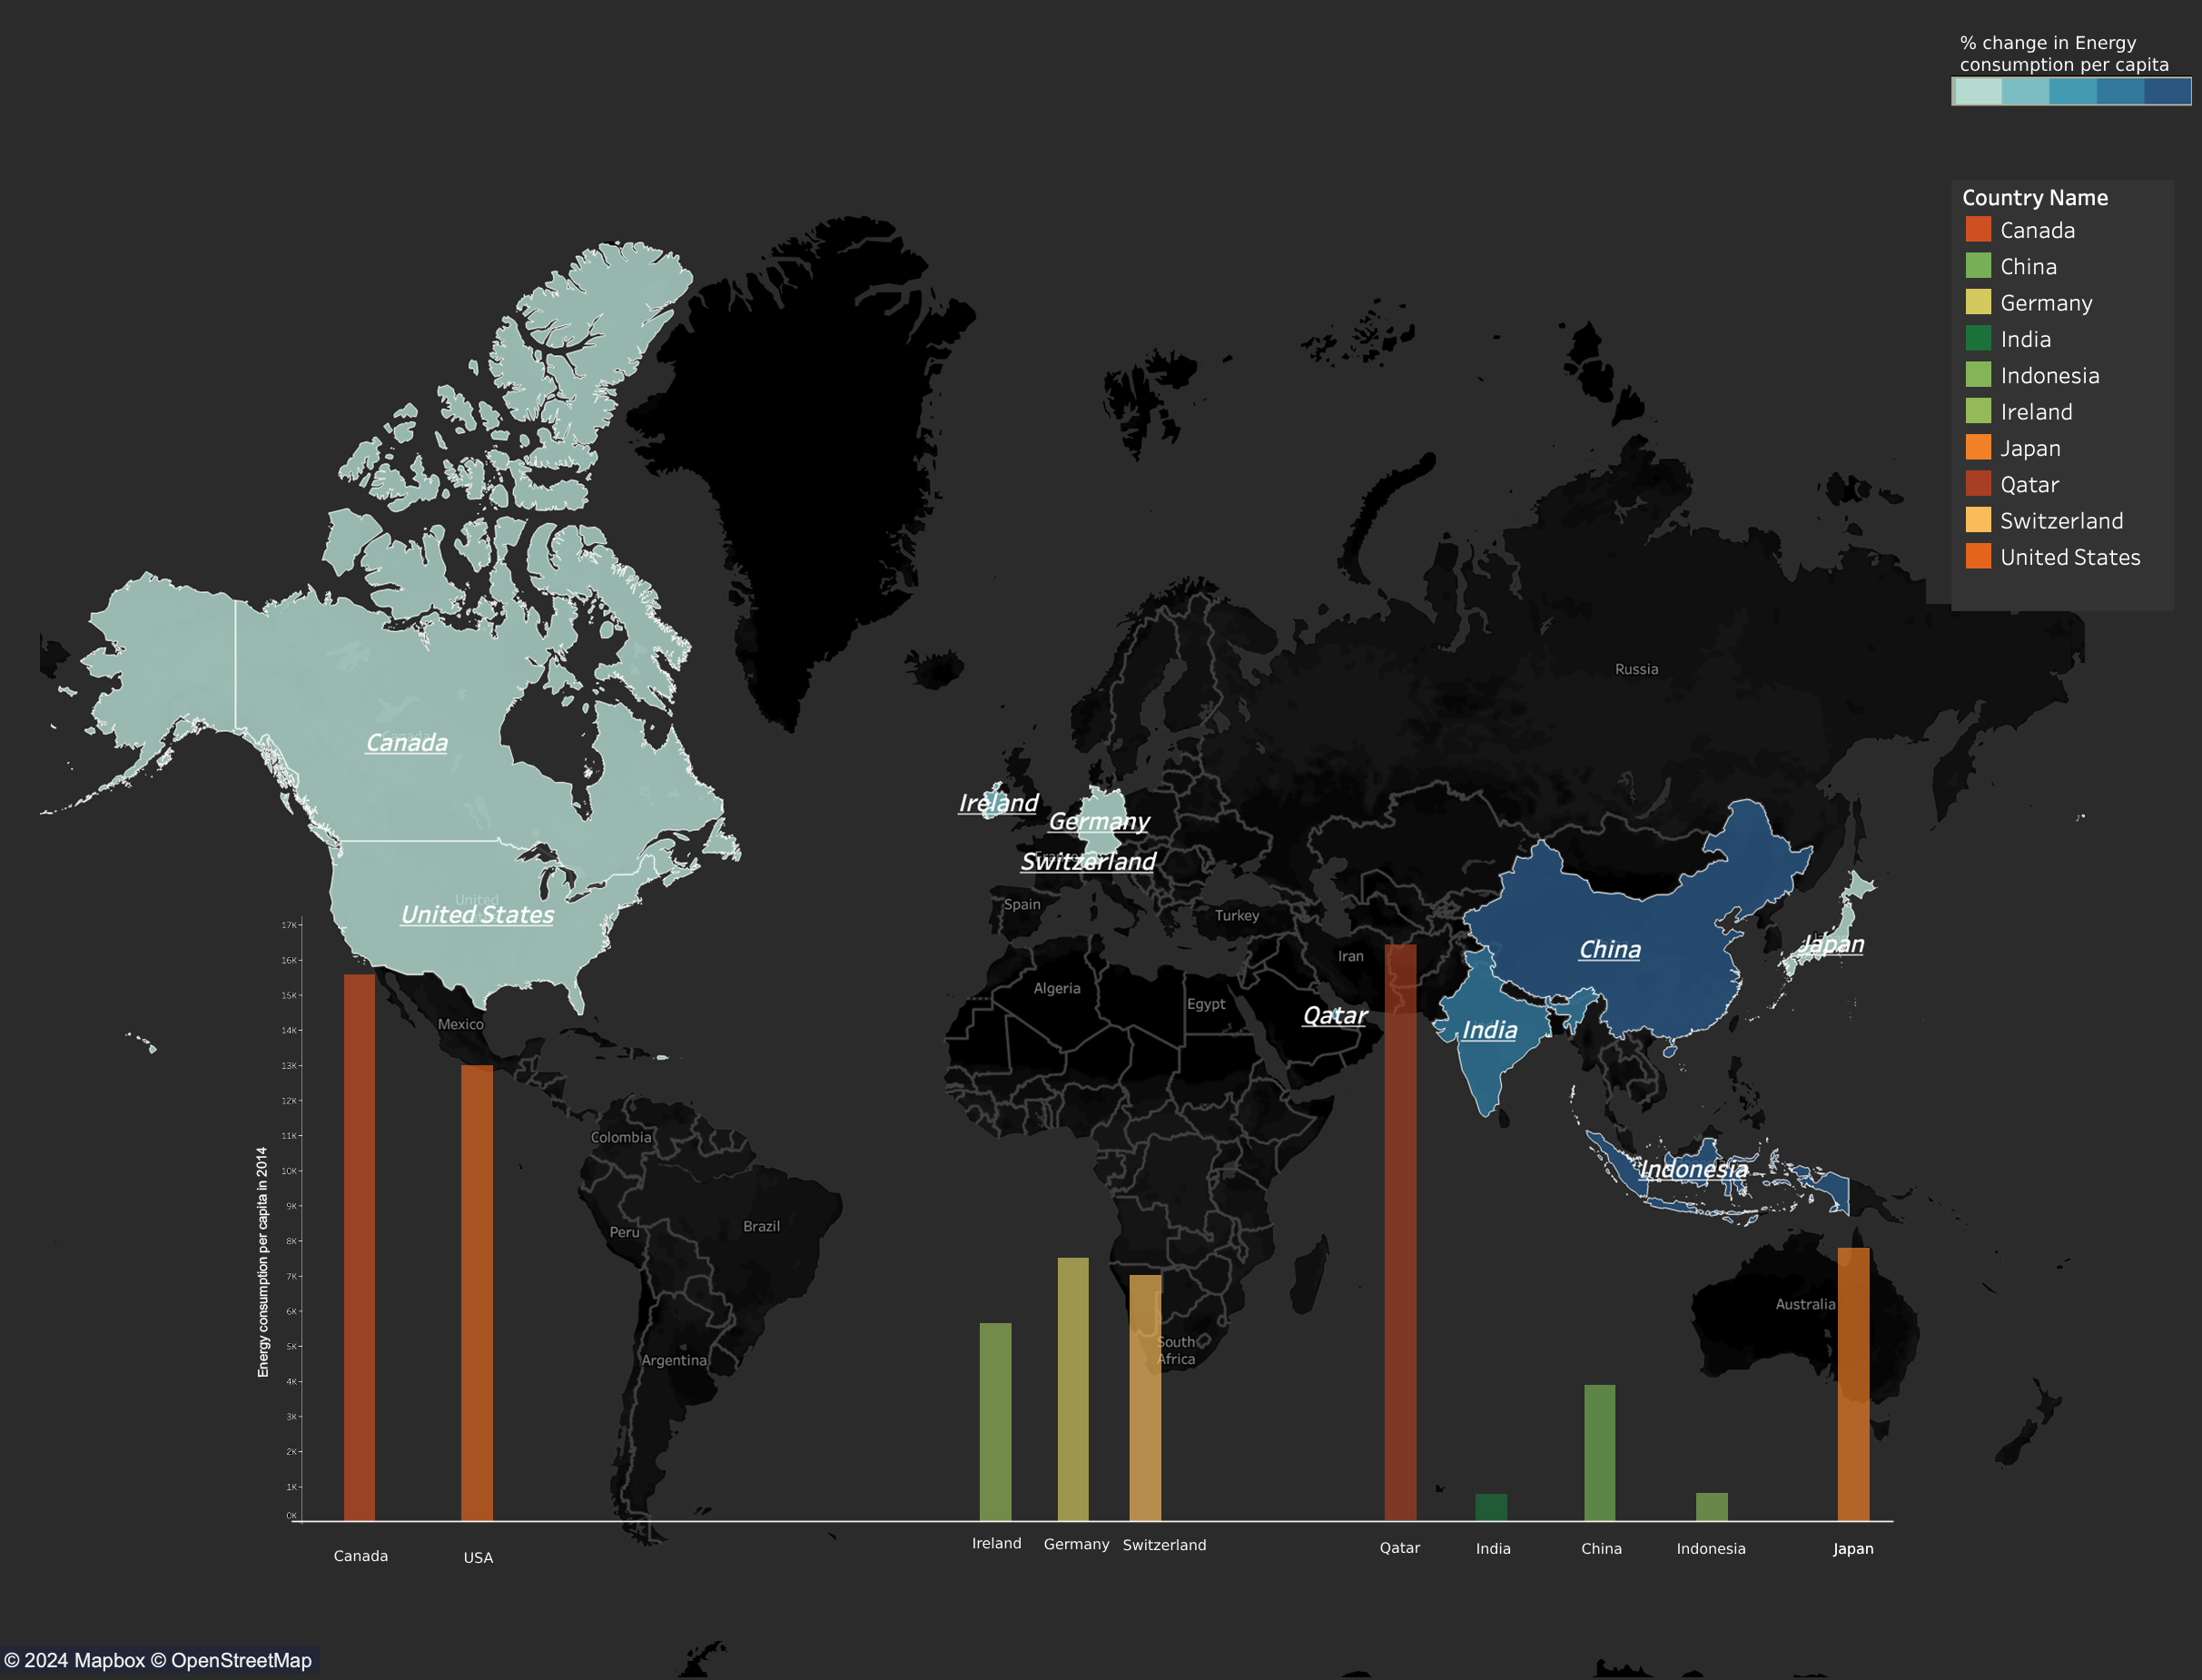 % change in Energy
consumption per capita
Country Name
Canada
China
Germany
India
Indonesia
Ireland
Japan
Qatar
Switzerland
United States
Russia
Canada
Ireland
Germany
Switzerland
United
United States
Spain
Turkey
China
Japan
Iran
Algeria
Egypt
Qatar
India
Mexico
Colombia
Indonesia
Peru
Brazil
Australia
South
Africa
Argentina
Energy consumption per capita in 2014
17K
16K
15K
14K
13K
12K
11K
10K
9K
8K
7K
6K
5K
4K
3K
2K
1K
0K
Canada
USA
Ireland
Germany
Switzerland
Qatar
India
China
Indonesia
Japan
© 2024 Mapbox © OpenStreetMap